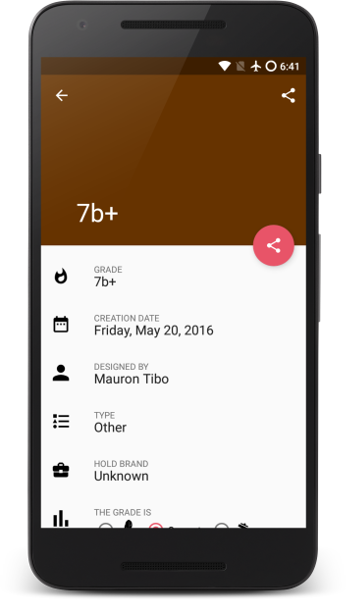 6:41
7b+
GRADE
7b+
CREATION DATE
Friday, May 20, 2016
DESIGNED BY
Mauron Tibo
TYPE
Other
HOLD BRAND
Unknown
THE GRADE IS